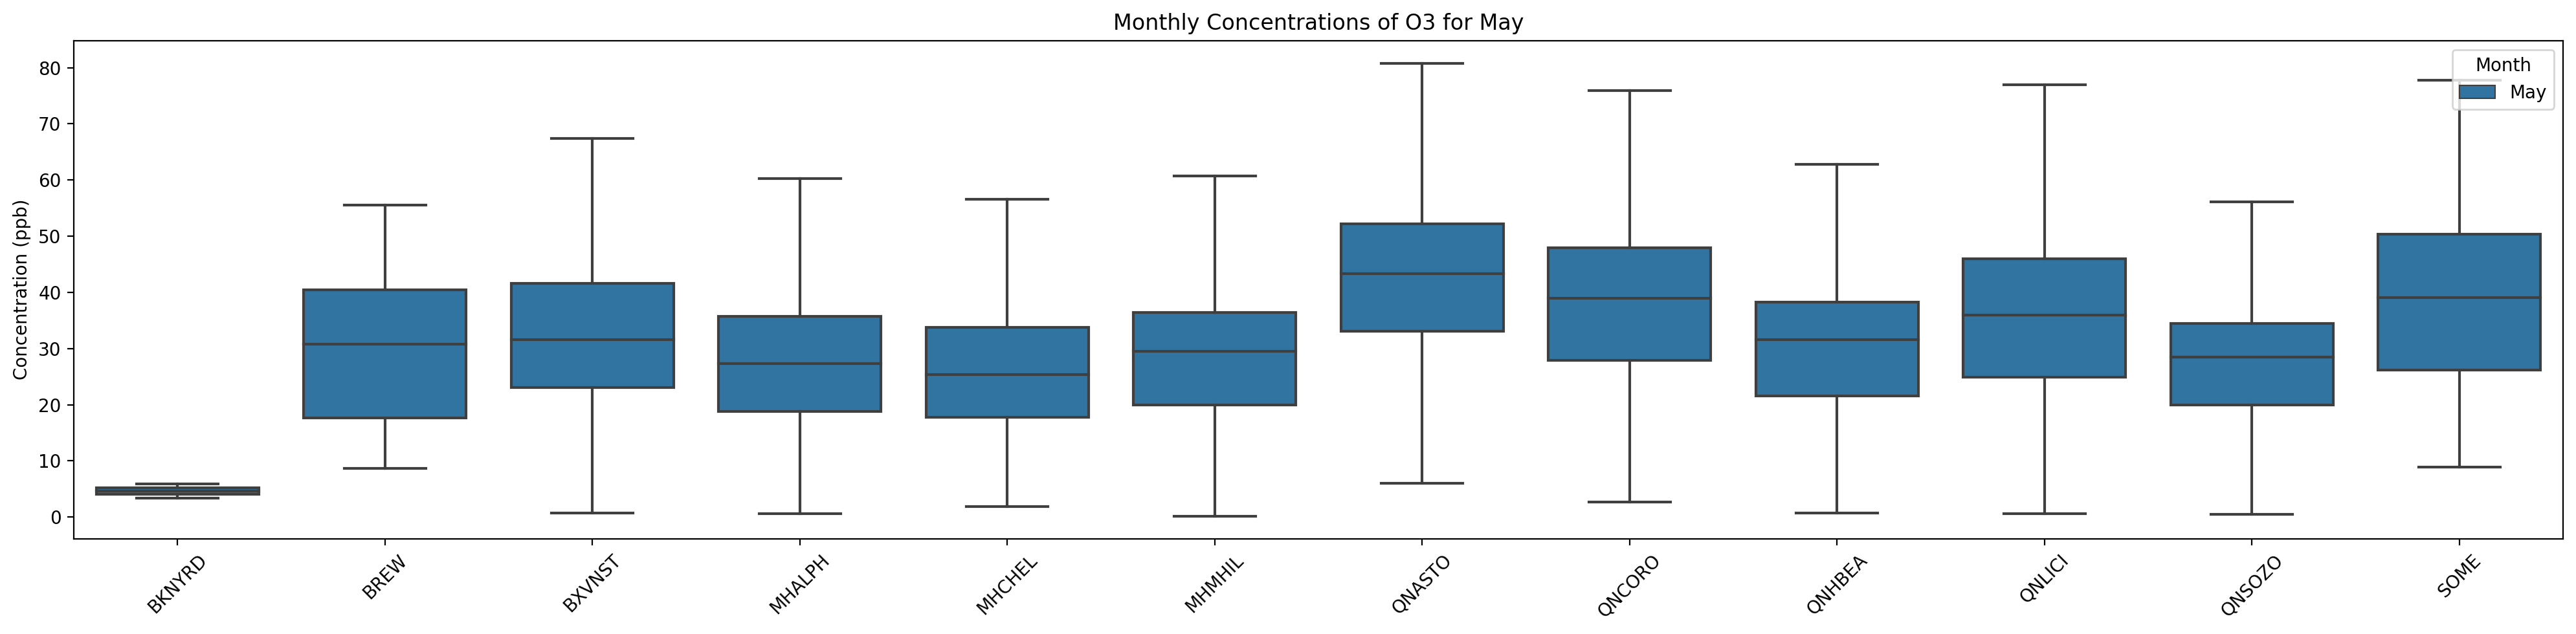 Monthly Concentrations of O3 for May
Month
May
Concentration (ppb)
80
70
60
50
40
30
20
10
0
BKNYRD
BREW
BXVNST
MHALPH
MHCHEL
MHMHIL
QNASTO
QNCORO
QNHBEA
QNLICI
QNSOZO
SOME